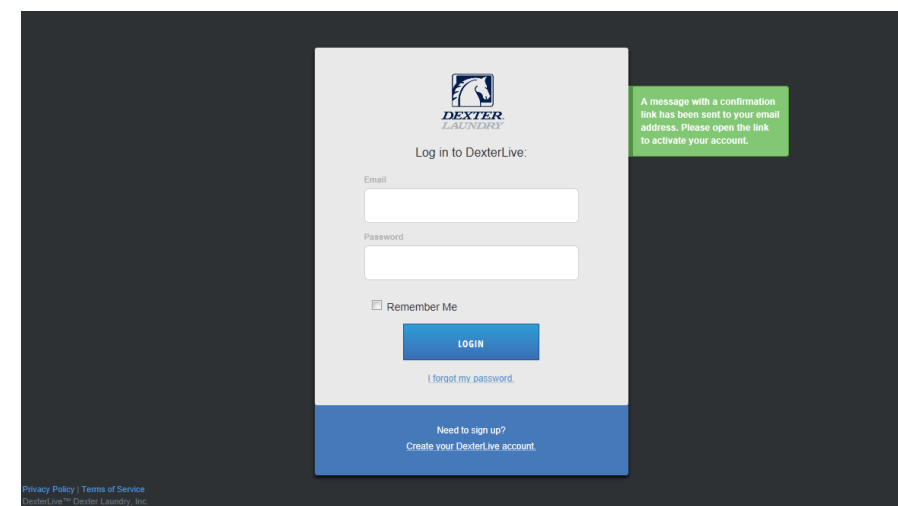 DEXTER
LAUNDRY
Log in to DexterLive:
Email
Password
Remember Me
LOGIN
I forgot my password.
Need to sign up?
Create your DexterLive account.
A message with a confirmation
link has been sent to your email
address. Please open the link
to activate your account.
Privacy Policy | Terms of Service
DexterLive™ Dexter Laundry, Inc.